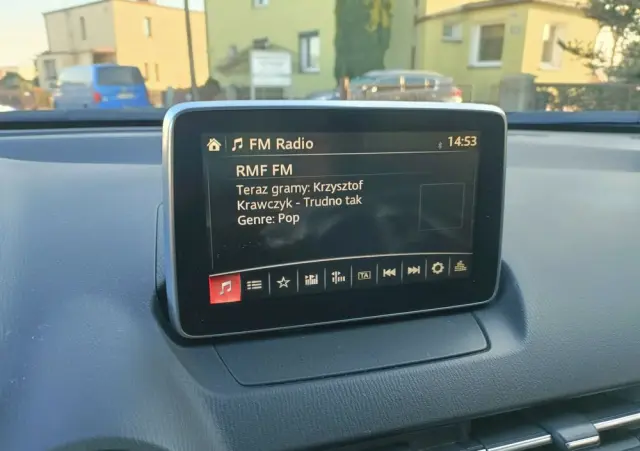 FM Radio
14:53
RMF FM
Teraz gramy: Krzysztof
Krawczyk - Trudno tak
Genre: Pop
TA